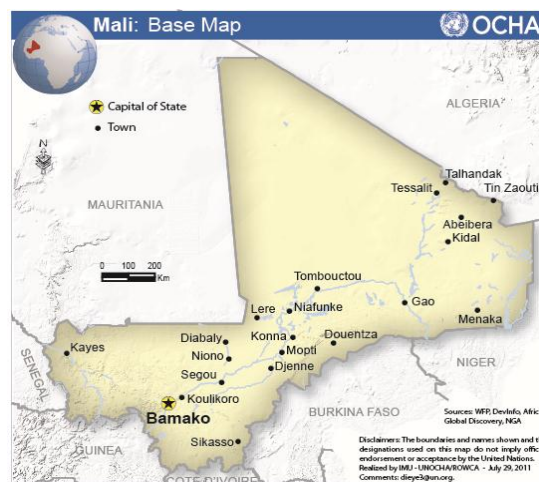 Mali: Base Map
OCHA
Capital of State
Town
N
ALGERIA
MAURITANIA
Talhandak
Tessalit
Tin Zaouti
Abeibera
Kidal
0 100 200
Km
Tombouctou
Lere
Niafunke
Gao
Menaka
Kayes
Diabaly
Konna
Douentza
Niono
Mopti
Segou
Djenne
NIGER
SENEGAL
Koulikoro
Bamako
BURKINA FASO
Sikasso
GUINEA
COTE D'IVOIRE
Sources: WFP, DevInfo, Afric
Global Discovery, NGA
Disclaimers: The boundaries and names shown and t
designations used on this map do not imply offic
endorsement or acceptance by the United Nations.
Realized by IMU - UNOCHA/ROWCA - July 29, 2011
Comments: dieye3@un.org.